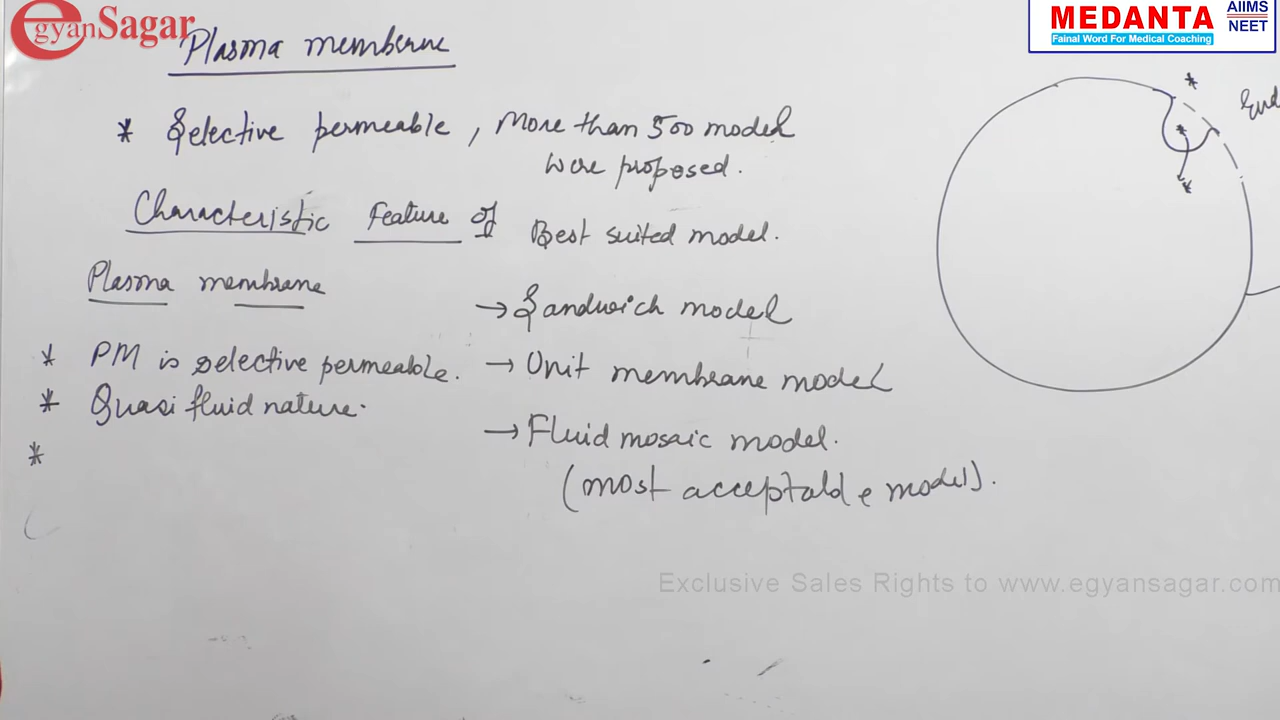 egyanSagar
MEDANTA
Fainal Word For Medical Coaching
AIIMS
NEET
Plasma memberne
* Selective permeable, More than 500 model
were proposed.
Characteristic Feature of
Plasma membrane
* PM is selective permeable.
* Quasi fluid nature.
*
Best suited model.
→ Sandwich model
→ Unit membrane model
→ Fluid mosaic model.
(most acceptable model).
Exclusive Sales Rights to www.egyansagar.com